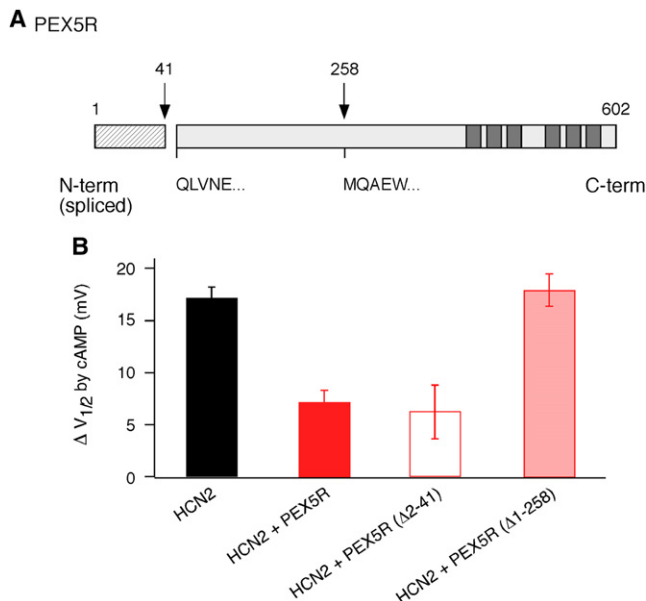 A PEX5R
41 258
1 602
N-term QLVNE... MQAEW... C-term
(spliced)
B
20
15
10
5
0
Δ V1/2 by cAMP (mV)
HCN2
HCN2 + PEX5R
HCN2 + PEX5R (Δ2-41)
HCN2 + PEX5R (Δ1-258)